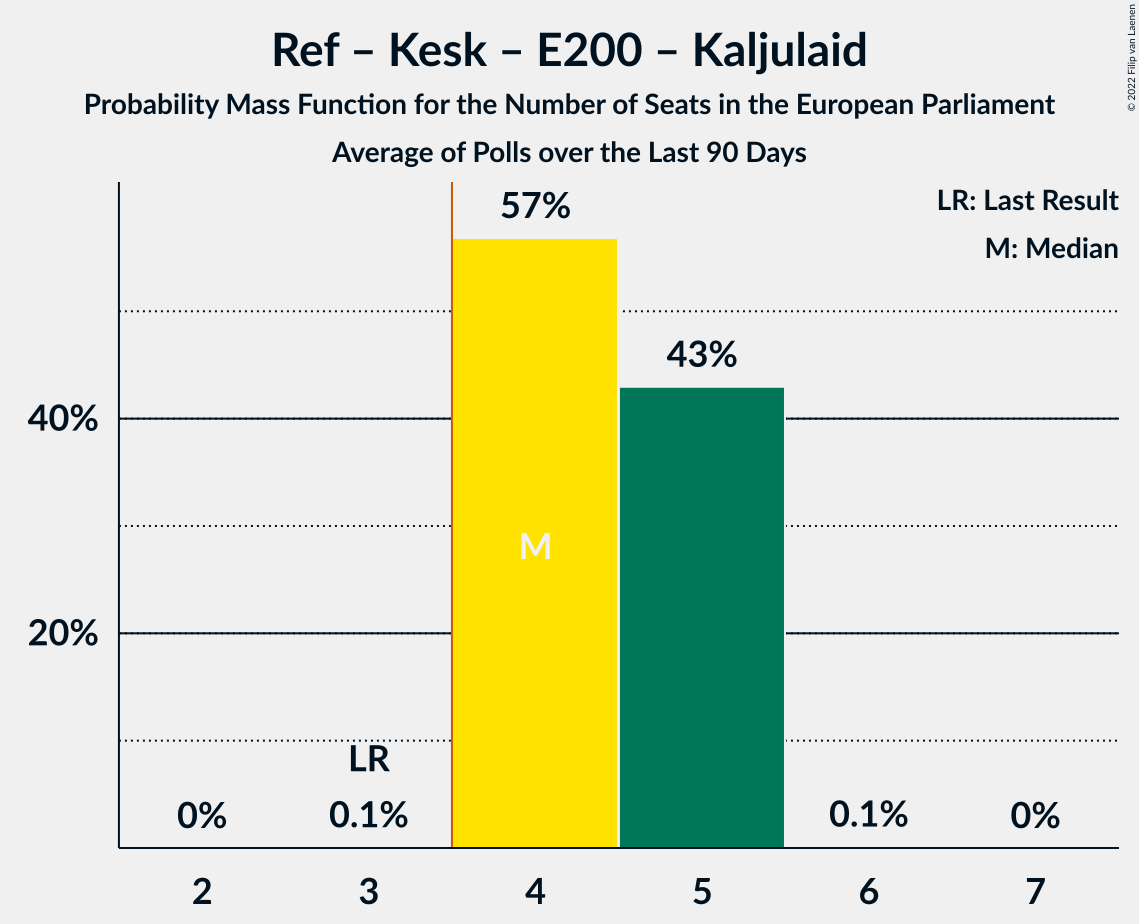 Ref – Kesk – E200 – Kaljulaid
Probability Mass Function for the Number of Seats in the European Parliament
Average of Polls over the Last 90 Days
© 2022 Filip van Laenen
LR: Last Result
M: Median
57%
43%
40%
M
20%
LR
0% 0.1% 0.1% 0%
2 3 4 5 6 7